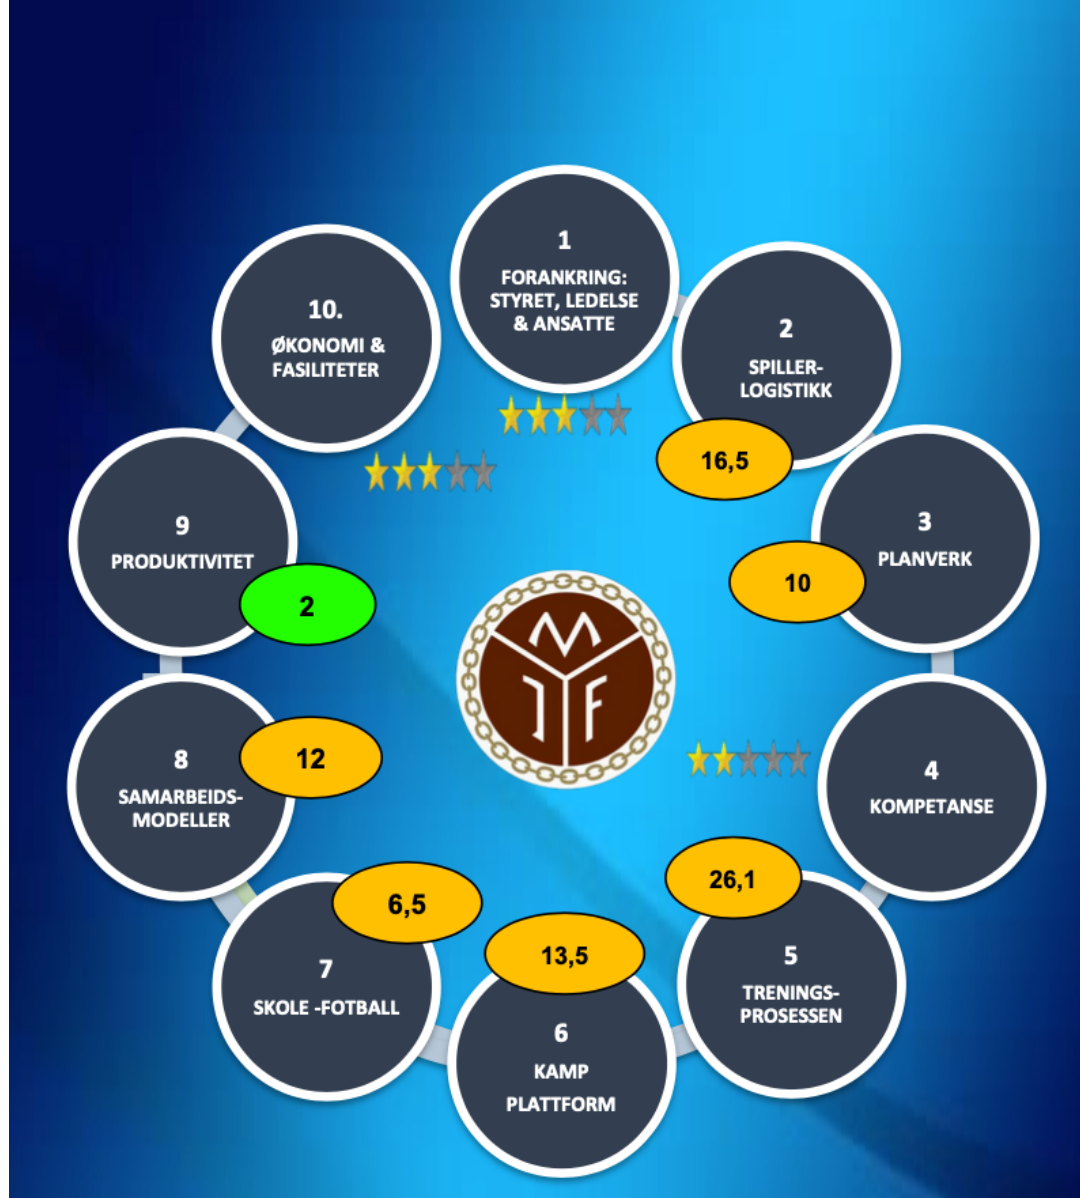 1
FORANKRING:
STYRET, LEDELSE
& ANSATTE
2
SPILLER-
LOGISTIKK
16,5
3
PLANVERK
10
4
KOMPETANSE
5
TRENINGS-
PROSESSEN
26,1
6
KAMP
PLATTFORM
13,5
7
SKOLE -FOTBALL
6,5
8
SAMARBEIDS-
MODELLER
12
9
PRODUKTIVITET
2
10.
ØKONOMI &
FASILITETER
M
I F